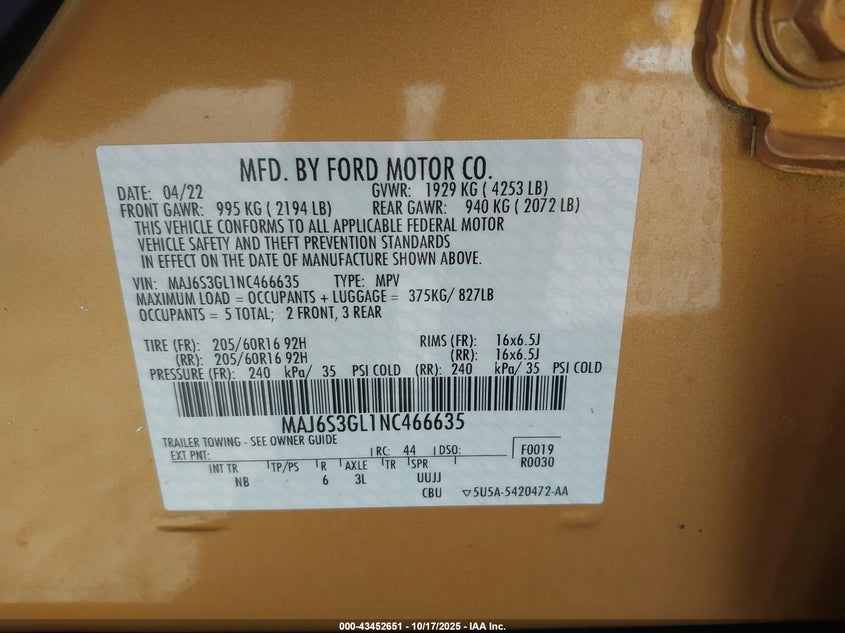 MFD. BY FORD MOTOR CO.
DATE: 04/22 GVWR: 1929 KG ( 4253 LB)
FRONT GAWR: 995 KG ( 2194 LB) REAR GAWR: 940 KG ( 2072 LB)
THIS VEHICLE CONFORMS TO ALL APPLICABLE FEDERAL MOTOR
VEHICLE SAFETY AND THEFT PREVENTION STANDARDS
IN EFFECT ON THE DATE OF MANUFACTURE SHOWN ABOVE.
VIN: MAJ6S3GL1NC466635 TYPE: MPV
MAXIMUM LOAD = OCCUPANTS + LUGGAGE = 375KG/ 827LB
OCCUPANTS = 5 TOTAL; 2 FRONT, 3 REAR
TIRE (FR): 205/60R16 92H RIMS (FR): 16x6.5J
(RR): 205/60R16 92H (RR): 16x6.5J
PRESSURE (FR): 240 kPa/ 35 PSI COLD (RR): 240 kPa/ 35 PSI COLD
MAJ6S3GL1NC466635
TRAILER TOWING - SEE OWNER GUIDE
EXT PNT: RC: 44 DSO: F0019
INT TR TP/PS R AXLE TR SPR R0030
NB 6 3L UUJJ
CBU ▽5U5A-5420472-AA
000-43452651 - 10/17/2025 - IAA Inc.